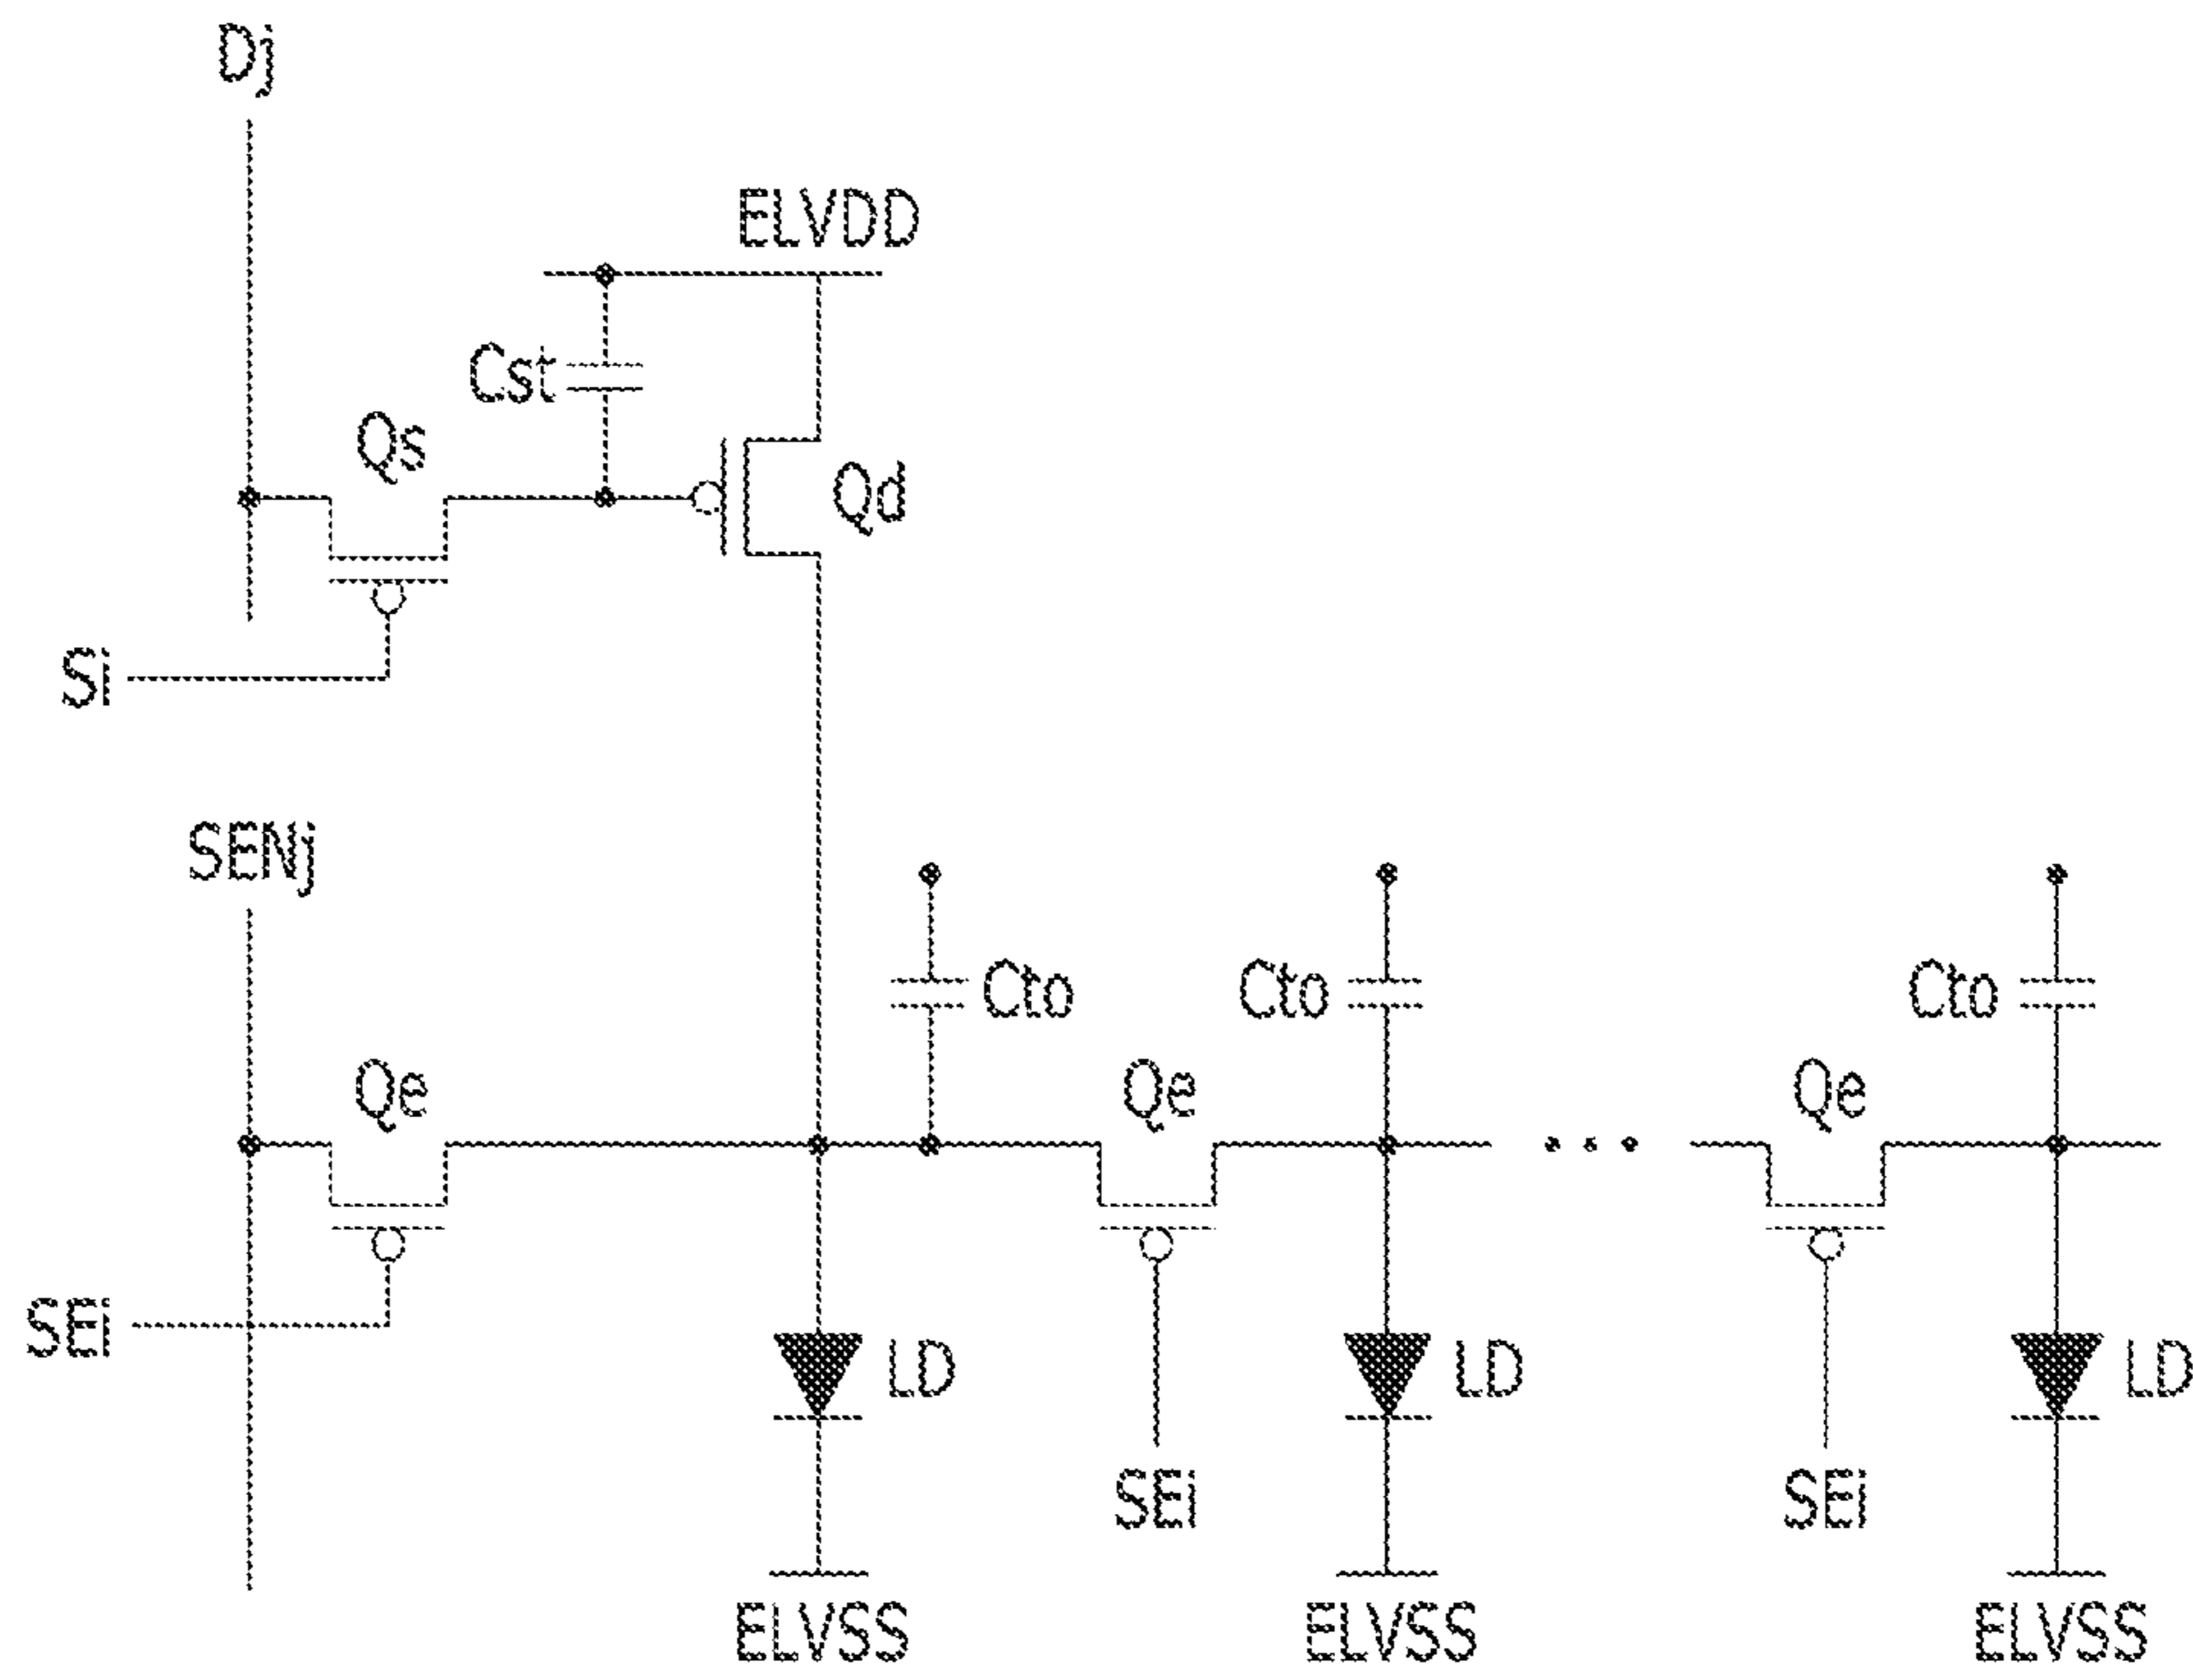 Dj
ELVDD
Cst
Qs
Qd
Si
SENj
Cto
Cto
Cto
Qe
Qe
Qe
SEi
LD
LD
LD
SEi
SEi
ELVSS
ELVSS
ELVSS